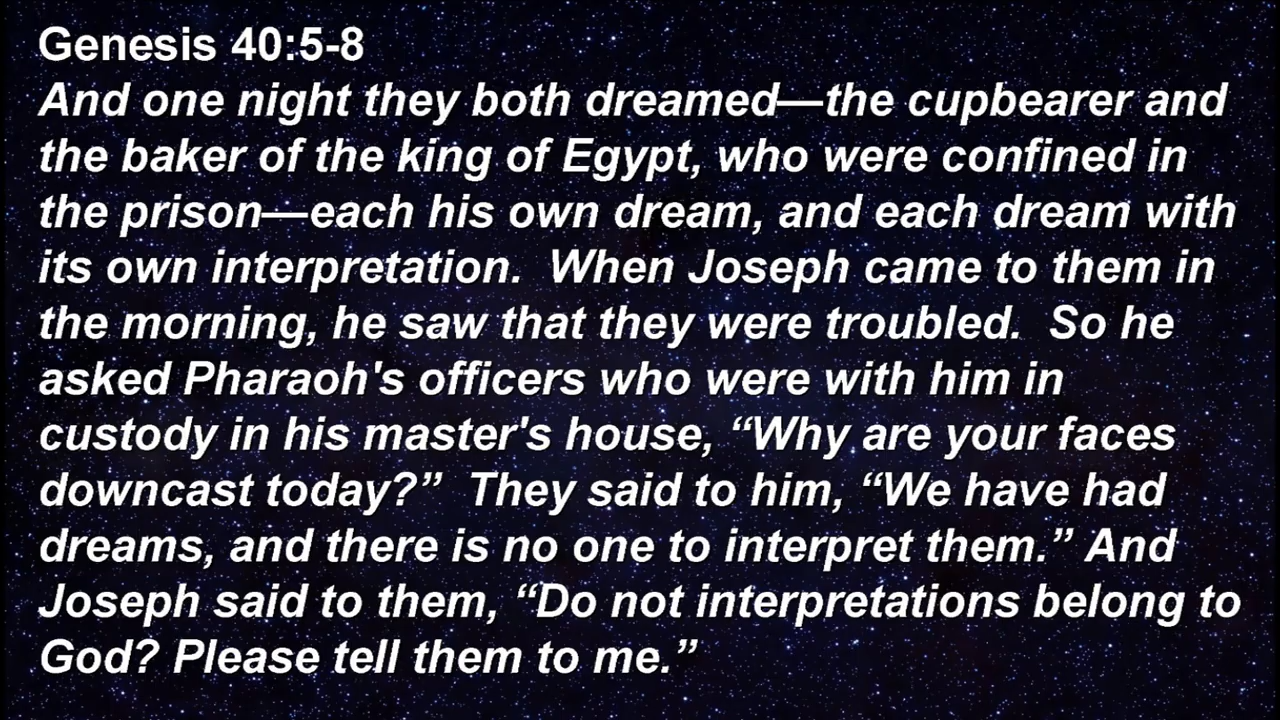 Genesis 40:5-8
And one night they both dreamed—the cupbearer and
the baker of the king of Egypt, who were confined in
the prison—each his own dream, and each dream with
its own interpretation.  When Joseph came to them in
the morning, he saw that they were troubled.  So he
asked Pharaoh's officers who were with him in
custody in his master's house, “Why are your faces
downcast today?”  They said to him, “We have had
dreams, and there is no one to interpret them.” And
Joseph said to them, “Do not interpretations belong to
God? Please tell them to me.”